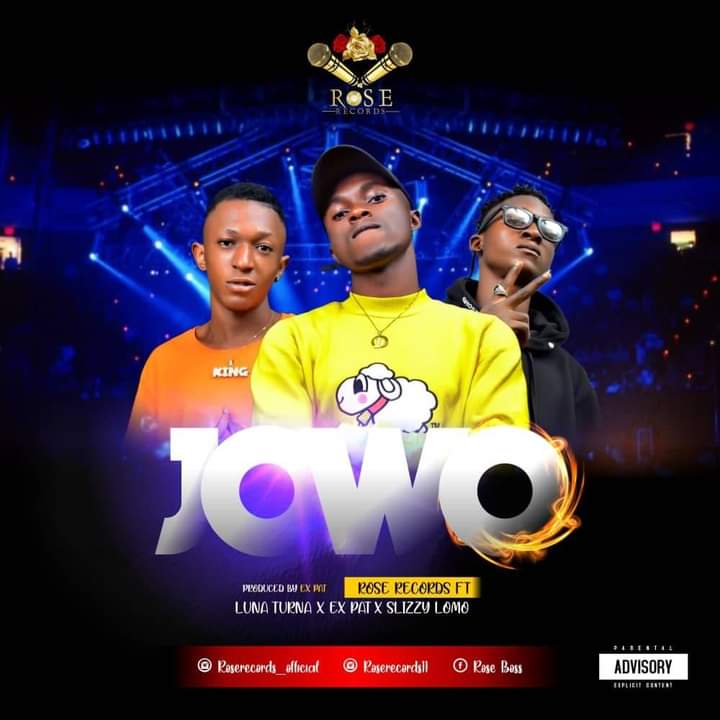 ROSE
RECORDS
KING
TM
JOWO
PRODUCED BY EX PAT ROSE RECORDS FT
LUNA TURNA X EX PAT X SLIZZY LOMO
Roserecords_official Roserecords11 Rose Boss
PARENTAL
ADVISORY
EXPLICIT CONTENT